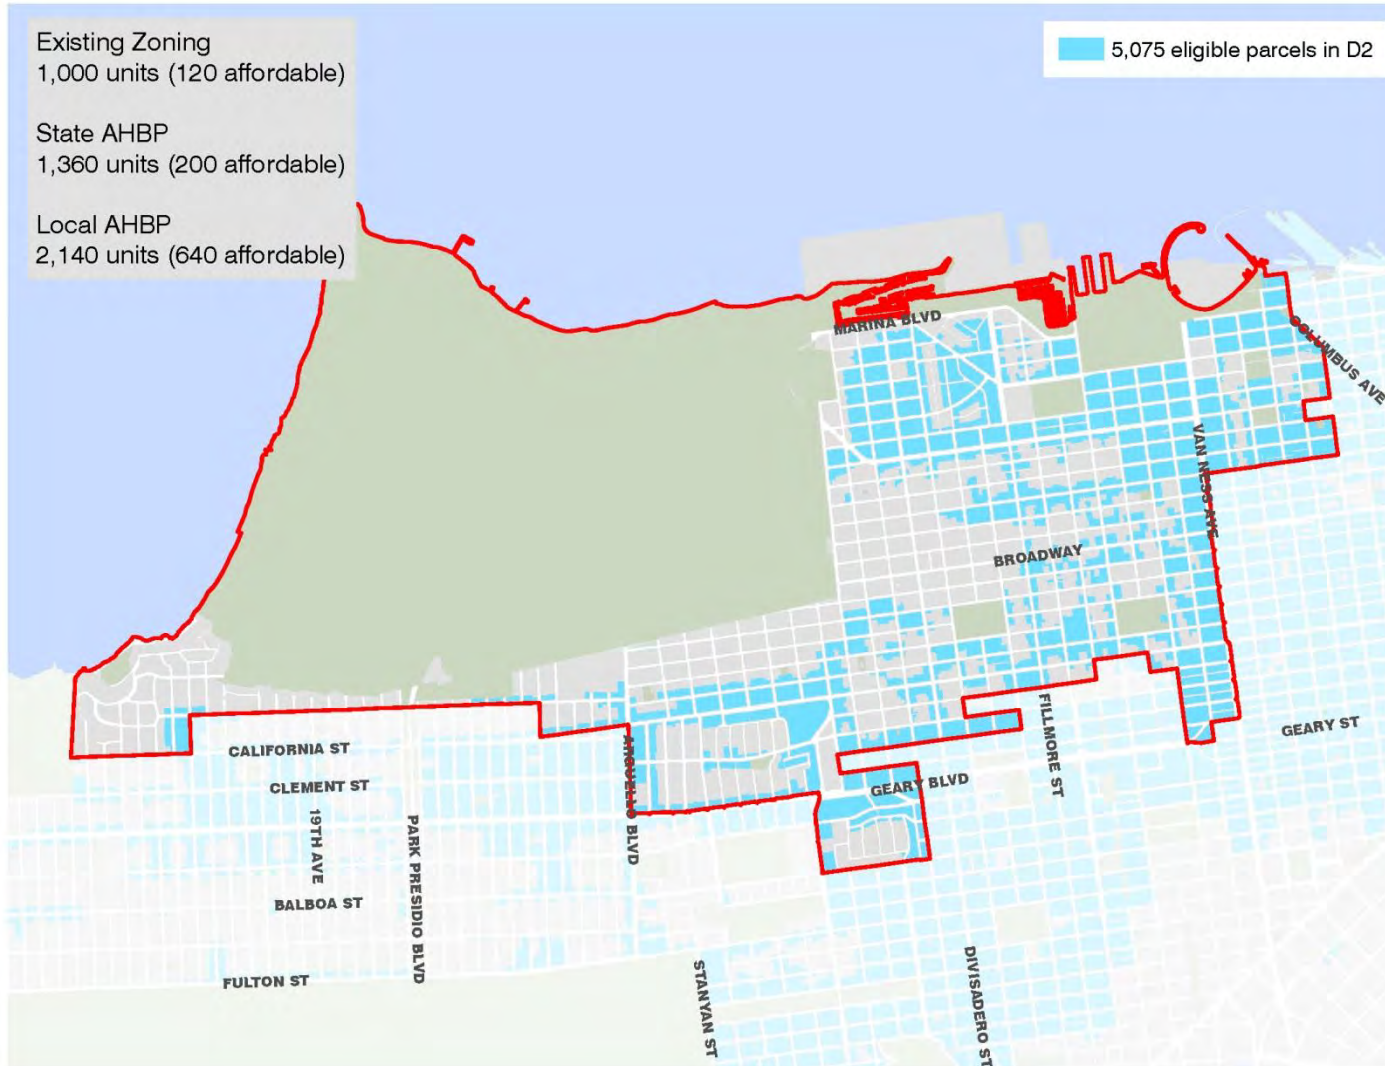 Existing Zoning
1,000 units (120 affordable)
State AHBP
1,360 units (200 affordable)
Local AHBP
2,140 units (640 affordable)
5,075 eligible parcels in D2
MARINA BLVD
COLUMBUS AVE
VAN NESS AVE
BROADWAY
CALIFORNIA ST
CLEMENT ST
19TH AVE
PARK PRESIDIO BLVD
ARGUELLO BLVD
BALBOA ST
FULTON ST
GEARY BLVD
FILLMORE ST
GEARY ST
STANYAN ST
DIVISADERO ST